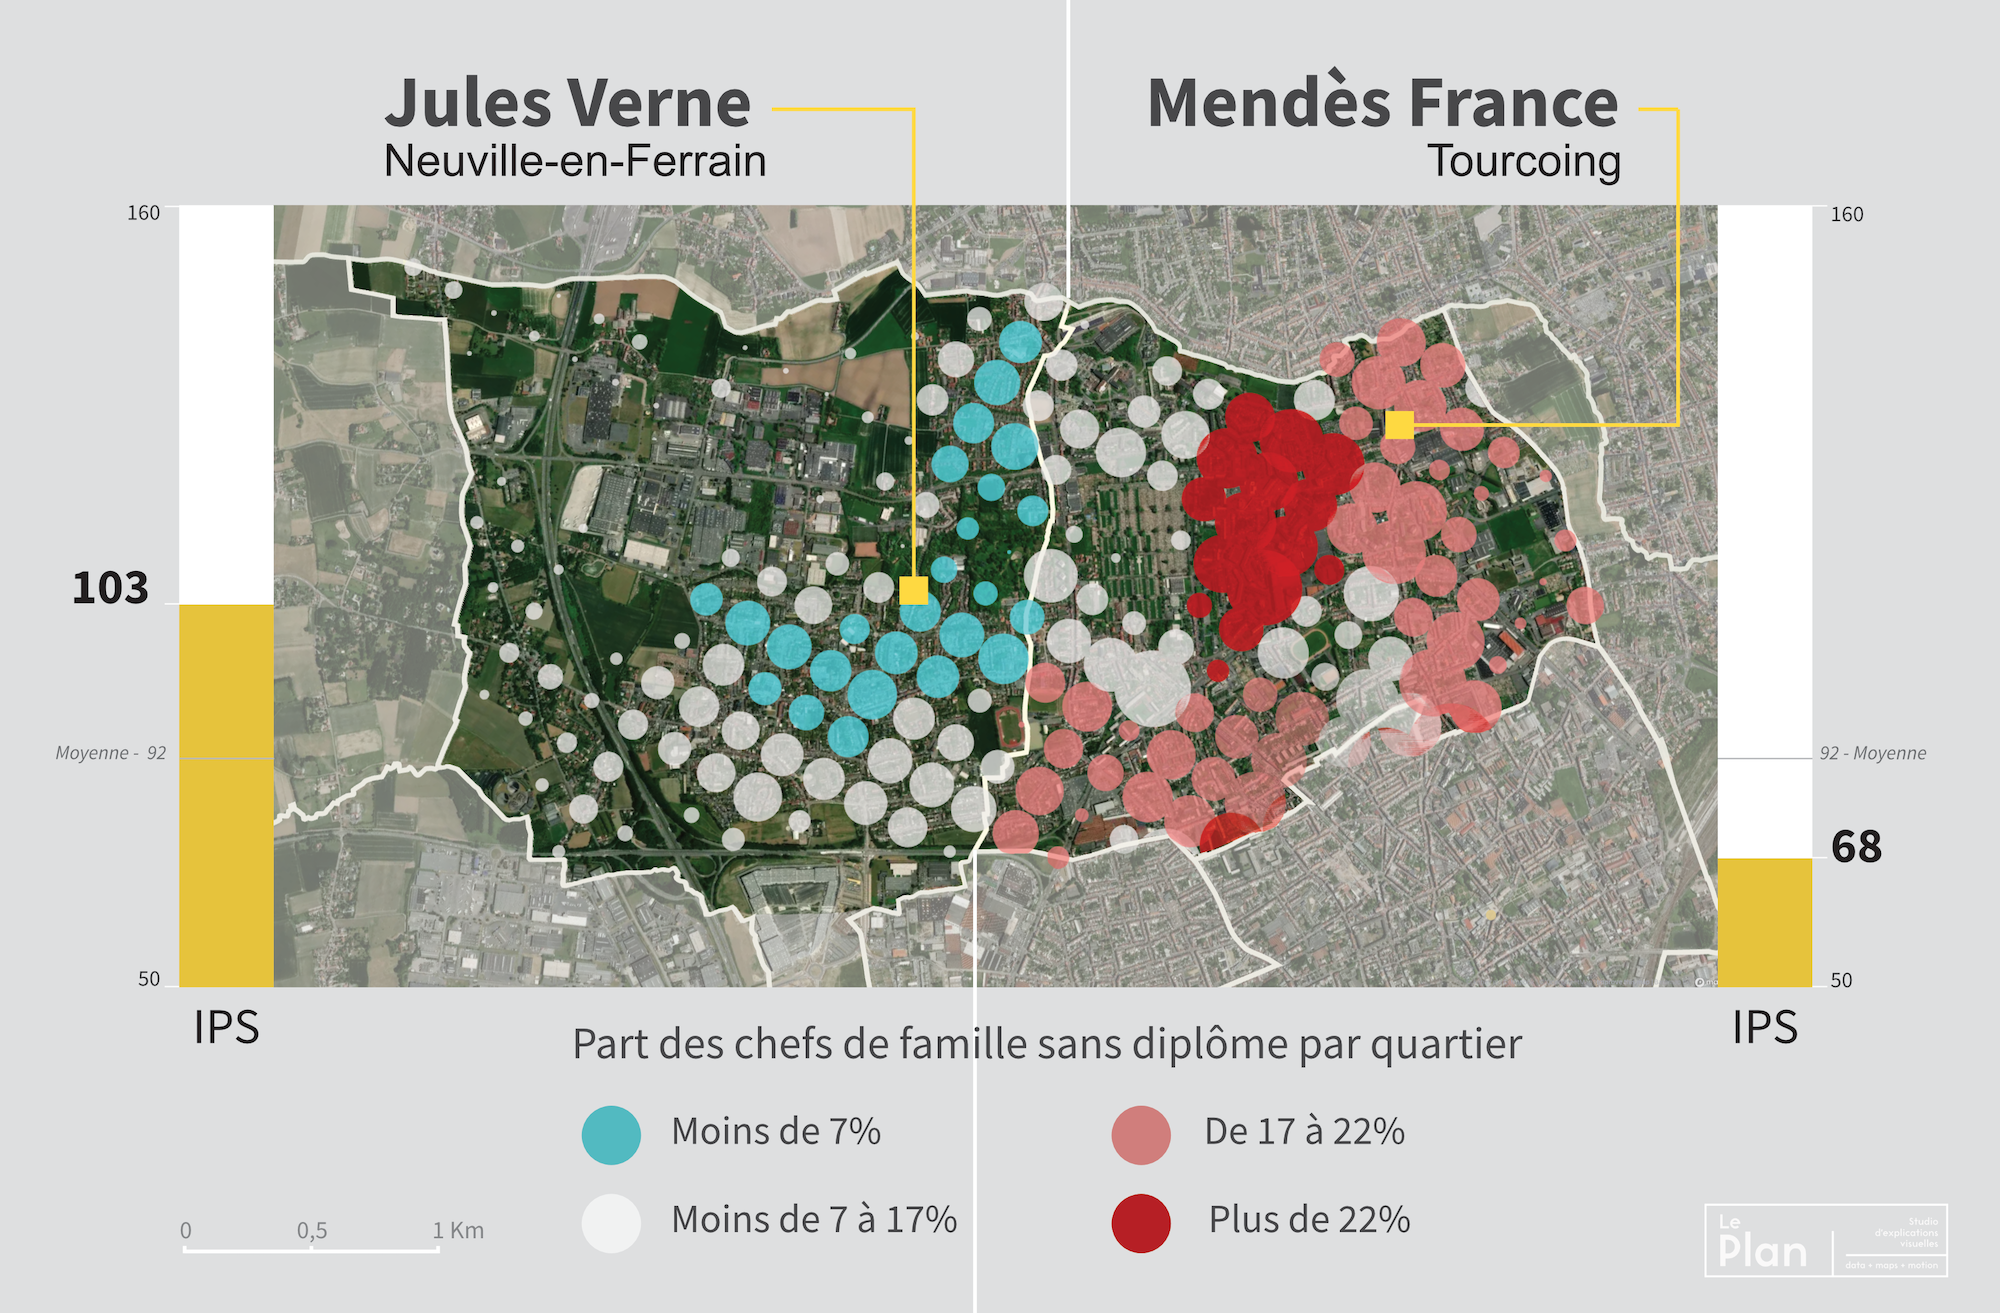 Jules Verne
Neuville-en-Ferrain
Mendès France
Tourcoing
160
160
103
Moyenne - 92
92 - Moyenne
68
50
50
IPS
IPS
Part des chefs de famille sans diplôme par quartier
Moins de 7%
De 17 à 22%
Moins de 7 à 17%
Plus de 22%
0 0,5 1 Km
Le Plan
Studio
d'explications
visuelles
data + maps + motion